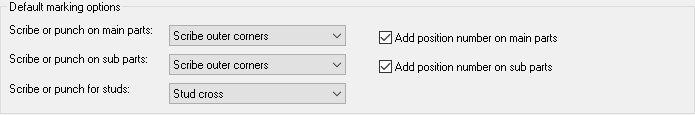 Default marking options
Scribe or punch on main parts: Scribe outer corners Add position number on main parts
Scribe or punch on sub parts: Scribe outer corners Add position number on sub parts
Scribe or punch for studs: Stud cross